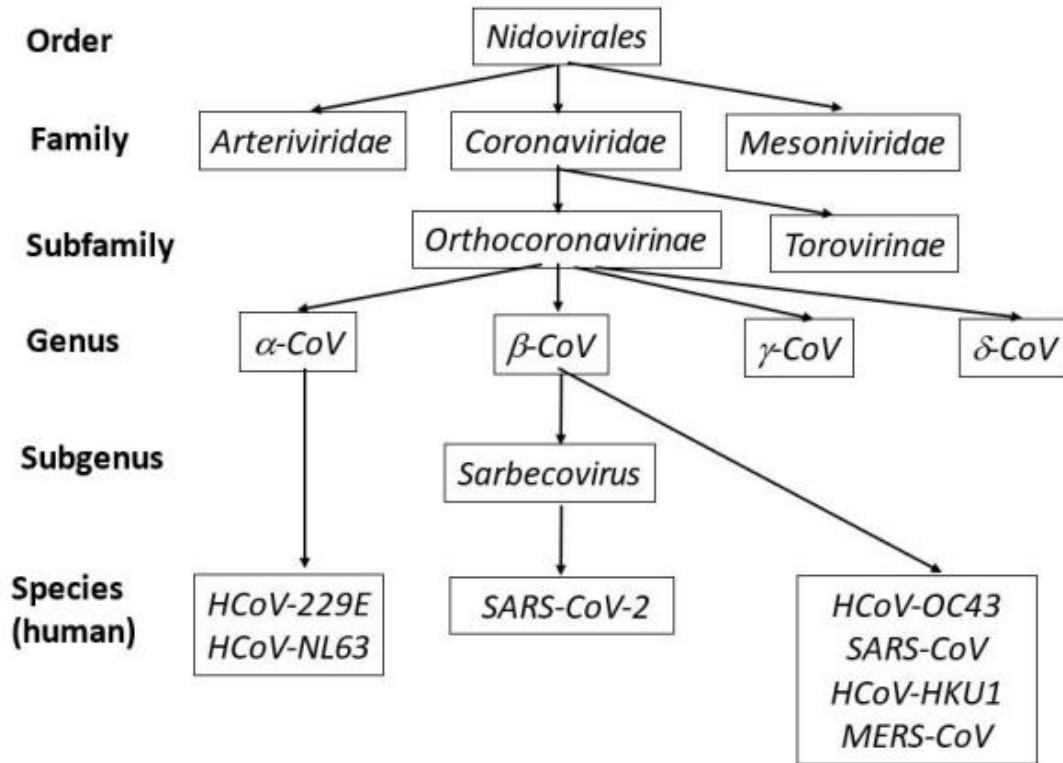 Order
Nidovirales
Family
Arteriviridae
Coronaviridae
Mesoniviridae
Subfamily
Orthocoronavirinae
Torovirinae
Genus
α-CoV
β-CoV
γ-CoV
δ-CoV
Subgenus
Sarbecovirus
Species
(human)
HCoV-229E
HCoV-NL63
SARS-CoV-2
HCoV-OC43
SARS-CoV
HCoV-HKU1
MERS-CoV